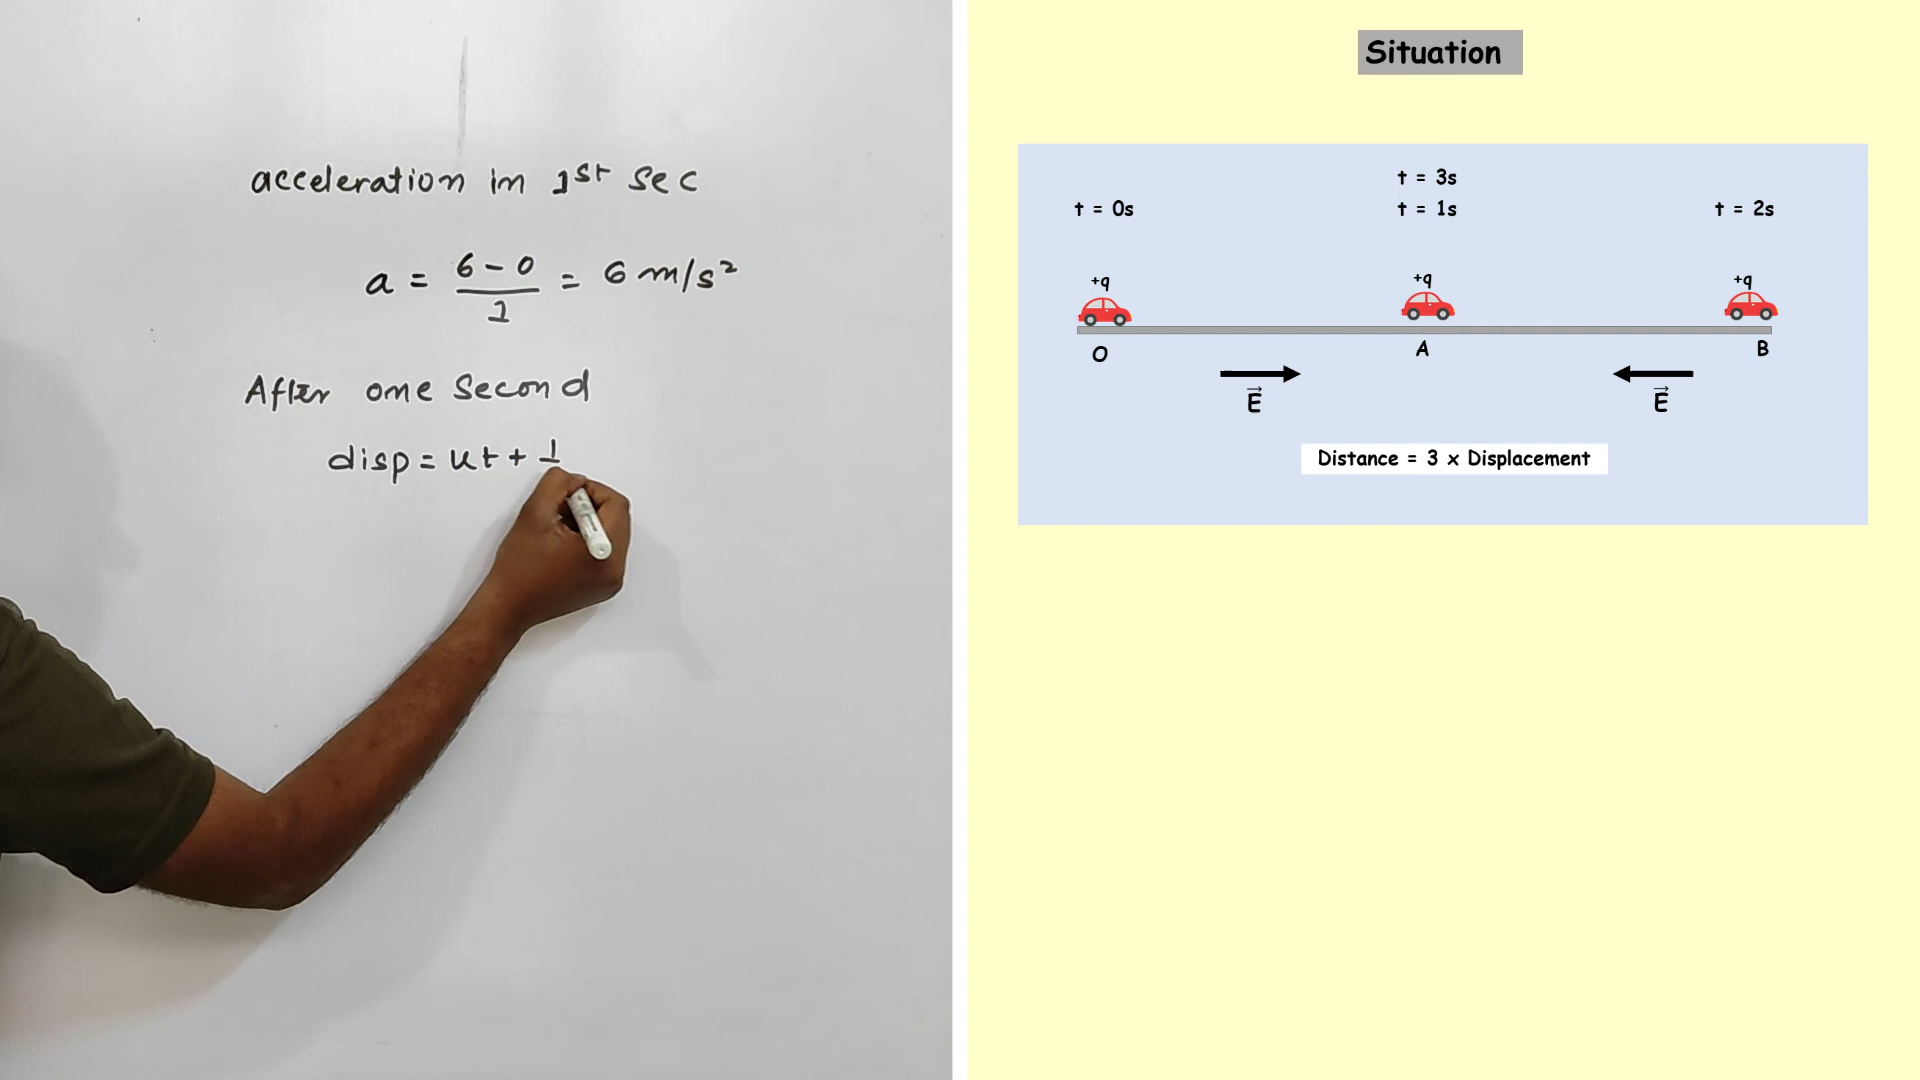 acceleration in 1st sec
a = 6 - 0 / 1 = 6 m/s²
After one second
disp = ut + 1
Situation
t = 3s
t = 0s t = 1s t = 2s
+q +q +q
O A B
E⃗ E⃗
Distance = 3 x Displacement